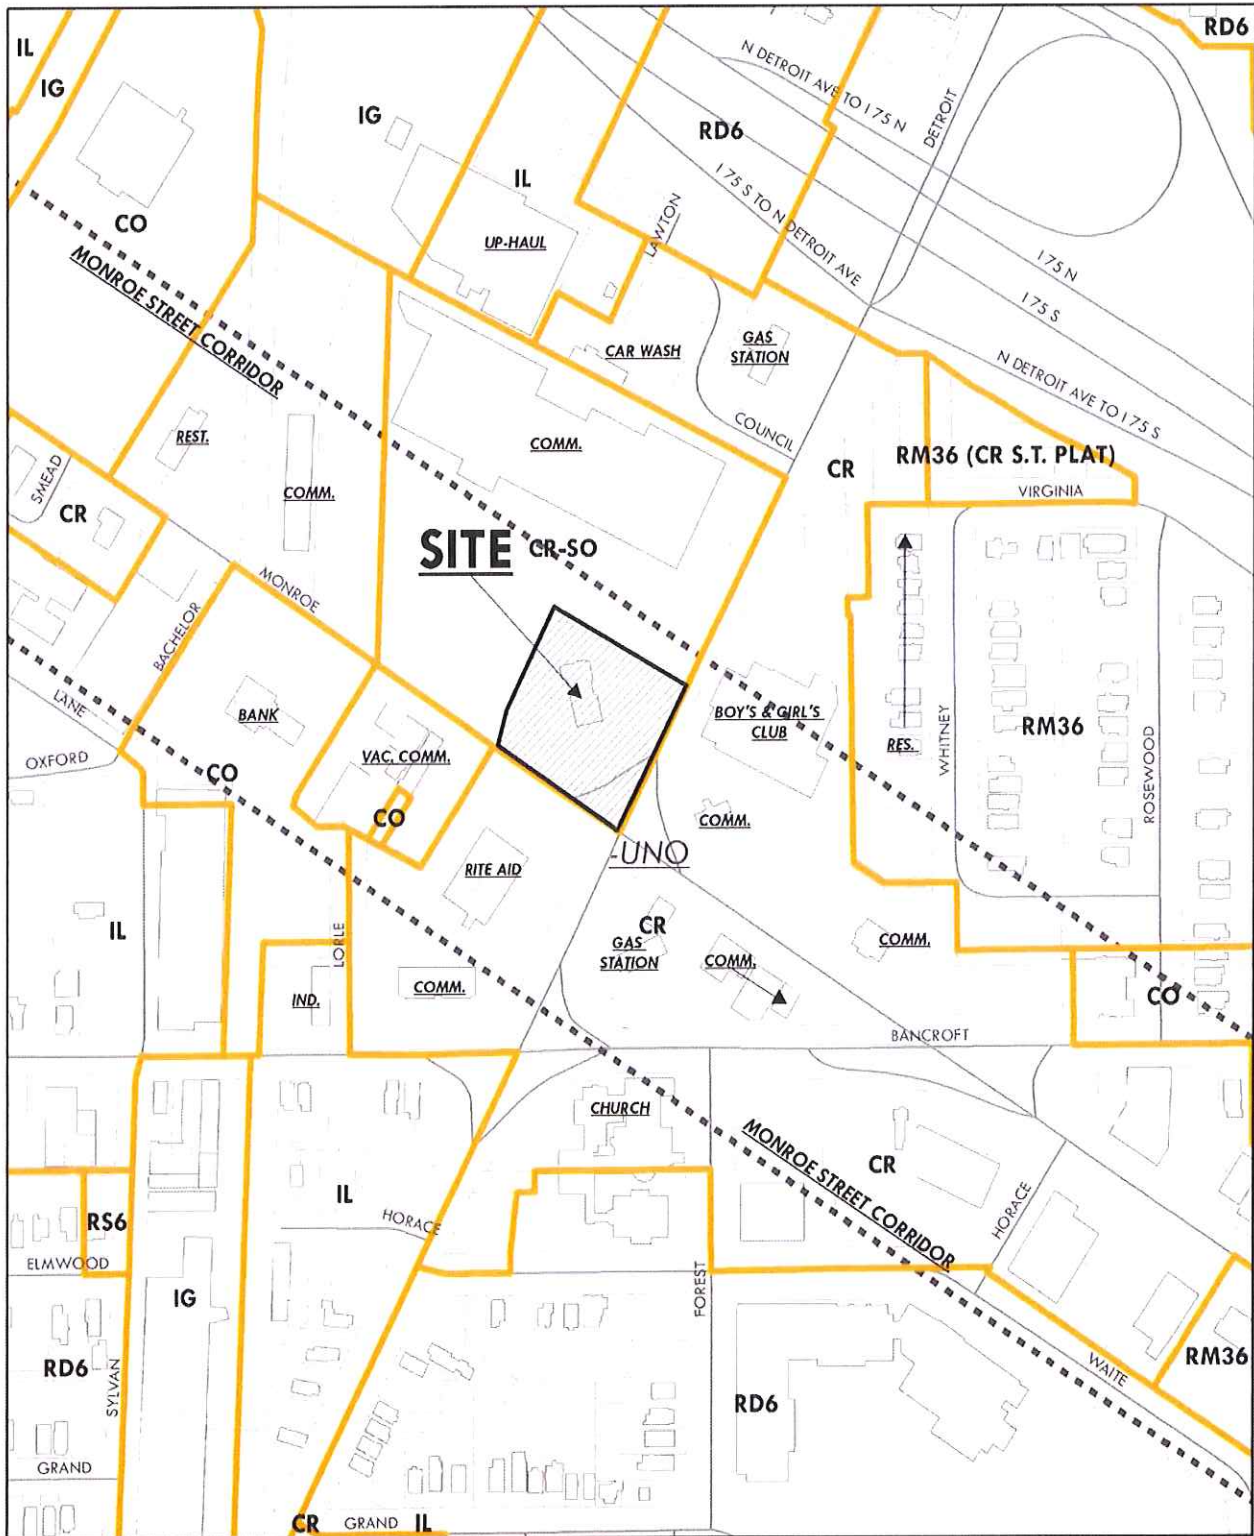 IL
RD6
IG
N DETROIT AVE TO I 75 N
DETROIT
IG
RD6
IL
I 75 S TO N DETROIT AVE
LAWTON
CO
UP-HAUL
MONROE STREET CORRIDOR
I 75 N
I 75 S
CAR WASH
GAS
STATION
N DETROIT AVE TO I 75 S
REST.
COMM.
COUNCIL
CR
RM36 (CR S.T. PLAT)
VIRGINIA
SMEAD
COMM.
CR
SITE
CR-SO
MONROE
BACHELOR
LANE
OXFORD
BANK
VAC. COMM.
BOY'S & GIRL'S
CLUB
RES.
WHITNEY
RM36
ROSEWOOD
CO
CO
COMM.
-UNO
RITE AID
IL
LORLE
CR
GAS
STATION
COMM.
COMM.
IND.
COMM.
CO
BANCROFT
CHURCH
MONROE STREET CORRIDOR
CR
RS6
IL
HORACE
HORACE
ELMWOOD
IG
FOREST
RD6
SYLVAN
WAITE
RM36
RD6
GRAND
CR
GRAND
IL